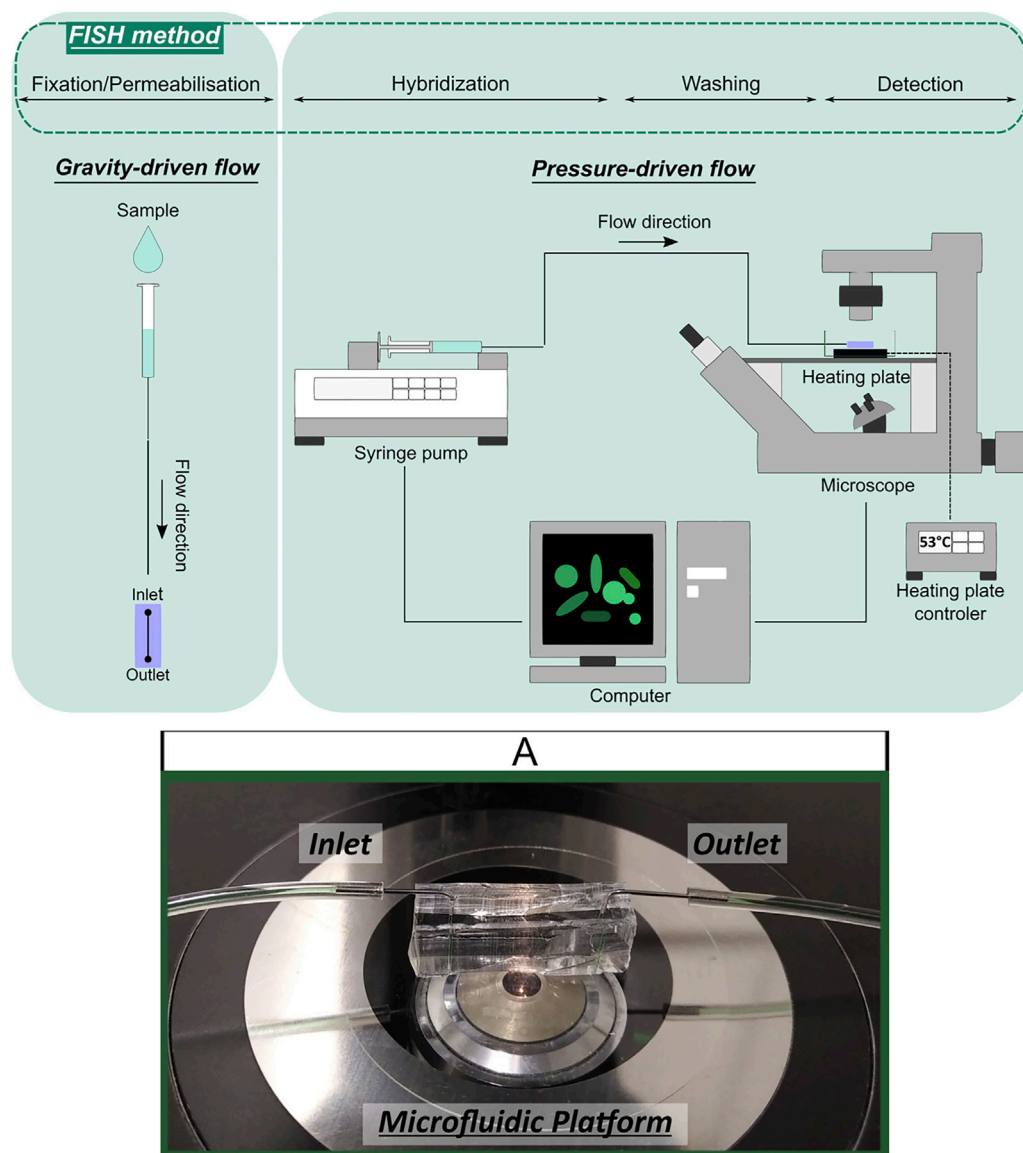 FISH method
Fixation/Permeabilisation
Hybridization
Washing
Detection
Gravity-driven flow
Sample
Flow direction
Inlet
Outlet
Pressure-driven flow
Flow direction
Syringe pump
Heating plate
Microscope
53°C
Heating plate
controler
Computer
A
Inlet
Outlet
Microfluidic Platform